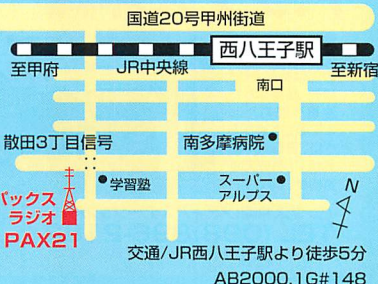 国道20号甲州街道
西八王子駅
至甲府
JR中央線
至新宿
南口
散田3丁目信号
南多摩病院
学習塾
スーパー
アルプス
N
パックス
ラジオ
PAX21
交通/JR西八王子駅より徒歩5分
AB2000.1G#148